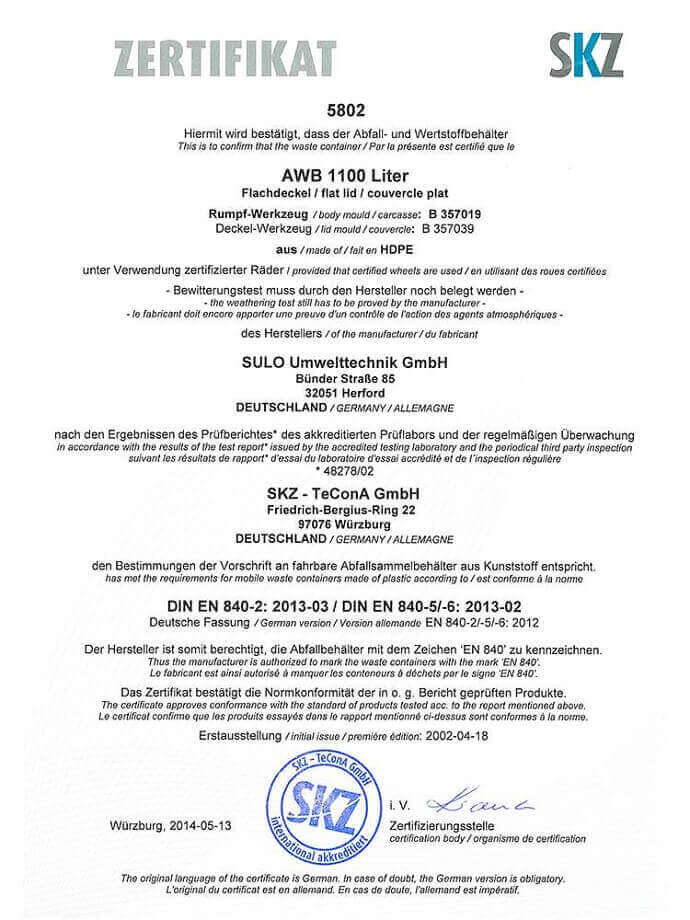 ZERTIFIKAT
SKZ
5802
Hiermit wird bestätigt, dass der Abfall- und Wertstoffbehälter
This is to confirm that the waste container / Par la présente est certifié que le
AWB 1100 Liter
Flachdeckel / flat lid / couvercle plat
Rumpf-Werkzeug / body mould / carcasse: B 357019
Deckel-Werkzeug / lid mould / couvercle: B 357039
aus / made of / fait en HDPE
unter Verwendung zertifizierter Räder / provided that certified wheels are used / en utilisant des roues certifiées
- Bewitterungstest muss durch den Hersteller noch belegt werden -
- the weathering test still has to be proved by the manufacturer -
- le fabricant doit encore apporter une preuve d'un contrôle de l'action des agents atmosphériques -
des Herstellers / of the manufacturer / du fabricant
SULO Umwelttechnik GmbH
Bünder Straße 85
32051 Herford
DEUTSCHLAND / GERMANY / ALLEMAGNE
nach den Ergebnissen des Prüfberichtes* des akkreditierten Prüflabors und der regelmäßigen Überwachung
in accordance with the results of the test report* issued by the accredited testing laboratory and the periodical third party inspection
suivant les résultats de rapport* d'essai du laboratoire d'essai accrédité et de l´inspection régulière
* 48278/02
SKZ - TeConA GmbH
Friedrich-Bergius-Ring 22
97076 Würzburg
DEUTSCHLAND / GERMANY / ALLEMAGNE
den Bestimmungen der Vorschrift an fahrbare Abfallsammelbehälter aus Kunststoff entspricht.
has met the requirements for mobile waste containers made of plastic according to / est conforme à la norme
DIN EN 840-2: 2013-03 / DIN EN 840-5/-6: 2013-02
Deutsche Fassung / German version / Version allemande EN 840-2/-5/-6: 2012
Der Hersteller ist somit berechtigt, die Abfallbehälter mit dem Zeichen 'EN 840' zu kennzeichnen.
Thus the manufacturer is authorized to mark the waste containers with the mark 'EN 840'.
Le fabricant est ainsi autorisé à marquer les conteneurs à déchets par le signe 'EN 840'.
Das Zertifikat bestätigt die Normkonformität der in o. g. Bericht geprüften Produkte.
The certificate approves conformance with the standard of products tested acc. to the report mentioned above.
Le certificat confirme que les produits essayés dans le rapport mentionné ci-dessus sont conformes à la norme.
Erstausstellung / initial issue / première édition: 2002-04-18
SKZ - TeConA GmbH
SKZ
international akkreditiert
i. V.
Würzburg, 2014-05-13
Zertifizierungsstelle
certification body / organisme de certification
The original language of the certificate is German. In case of doubt, the German version is obligatory.
L'original du certificat est en allemand. En cas de doute, l'allemand est impératif.